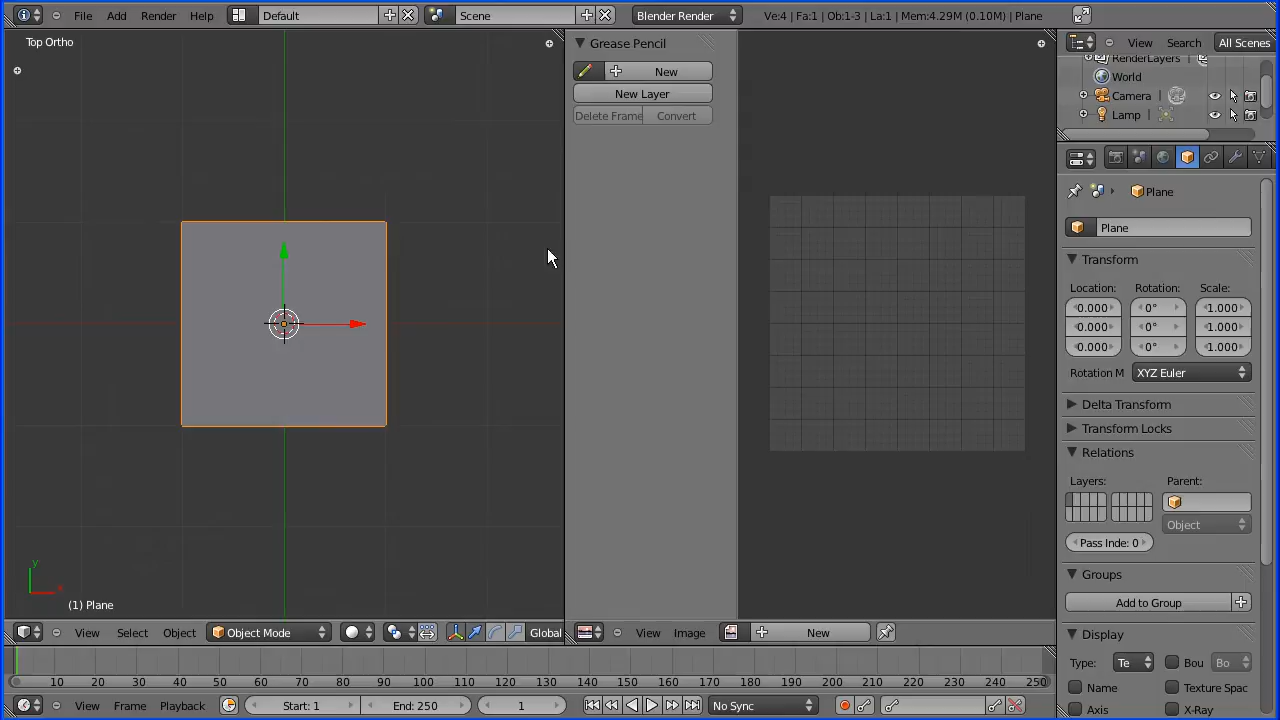 File Add Render Window Help Default Scene Blender Render Ve:4 | Fa:1 | Ob:1-3 | La:1 | Mem:4.29M (0.10M) | Plane
Top Ortho
Grease Pencil
New
New Layer
Delete Frame Convert
View Search All Scenes
RenderLayers
World
Camera
Lamp
Plane
Plane
Transform
Location: Rotation: Scale:
0.000 0° 1.000
0.000 0° 1.000
0.000 0° 1.000
Rotation M XYZ Euler
Delta Transform
Transform Locks
Relations
Layers: Parent:
Object
Pass Inde: 0
Groups
Add to Group
Display
Type: Te Bou Bo
Name Texture Spac
Axis X-Ray
y
x
(1) Plane
View Select Object Object Mode Global
View Image New
10 20 30 40 50 60 70 80 90 100 110 120 130 140 150 160 170 180 190 200 210 220 230 240 250
View Frame Playback Start: 1 End: 250 1 No Sync